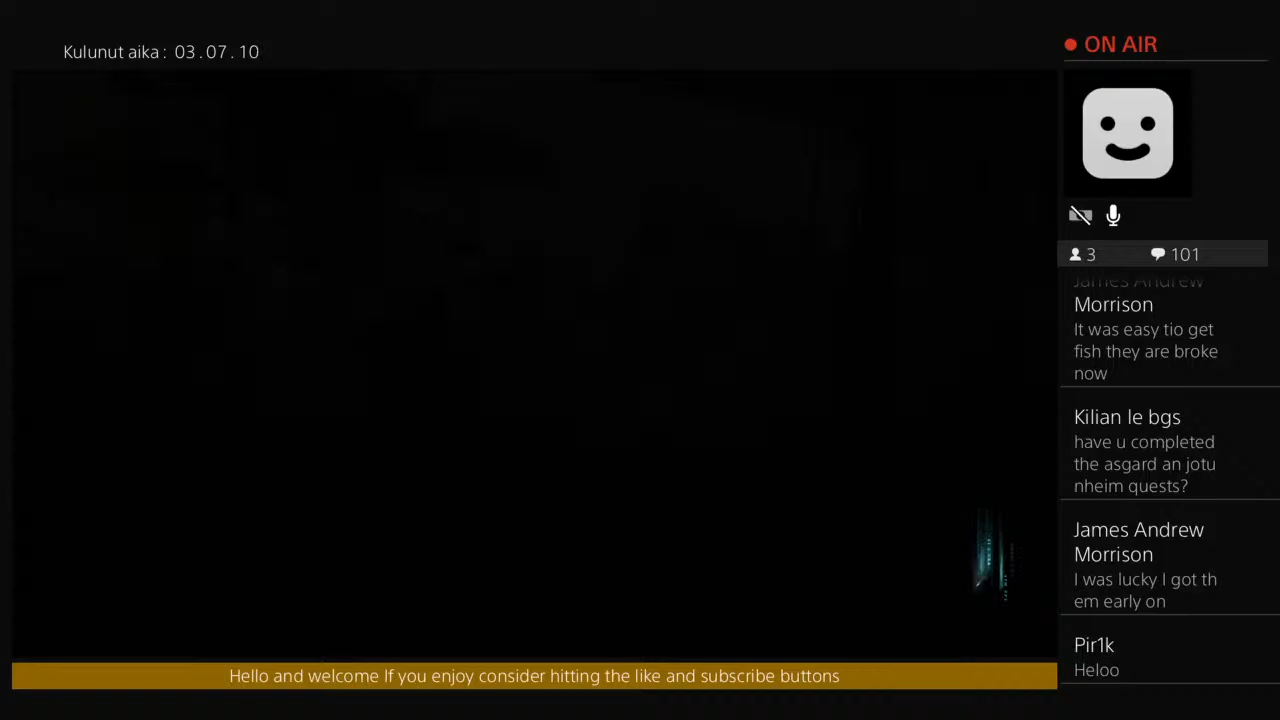 Kulunut aika : 03.07.10
ON AIR
3
101
James Andrew
Morrison
It was easy tio get
fish they are broke
now
Kilian le bgs
have u completed
the asgard an jotu
nheim quests?
James Andrew
Morrison
I was lucky I got th
em early on
Pir1k
Heloo
Hello and welcome If you enjoy consider hitting the like and subscribe buttons